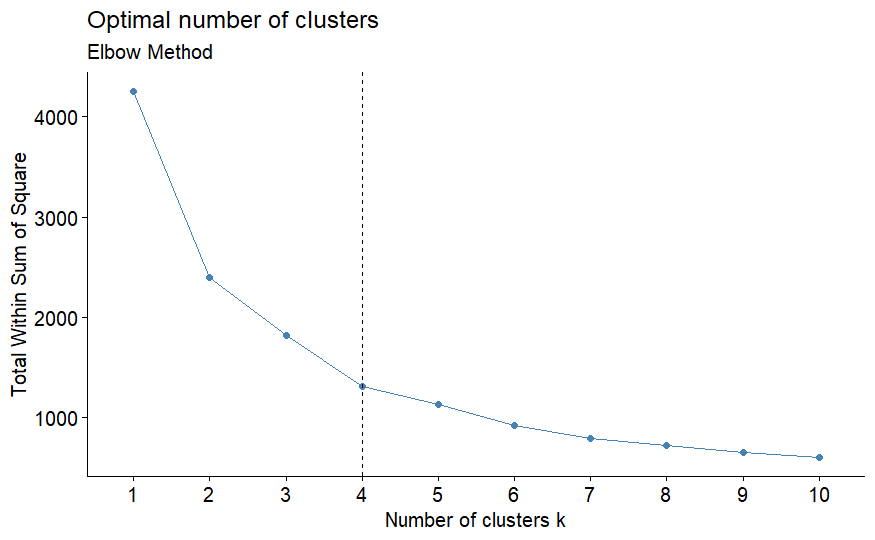 Optimal number of clusters
Elbow Method
Total Within Sum of Square
4000
3000
2000
1000
1 2 3 4 5 6 7 8 9 10
Number of clusters k